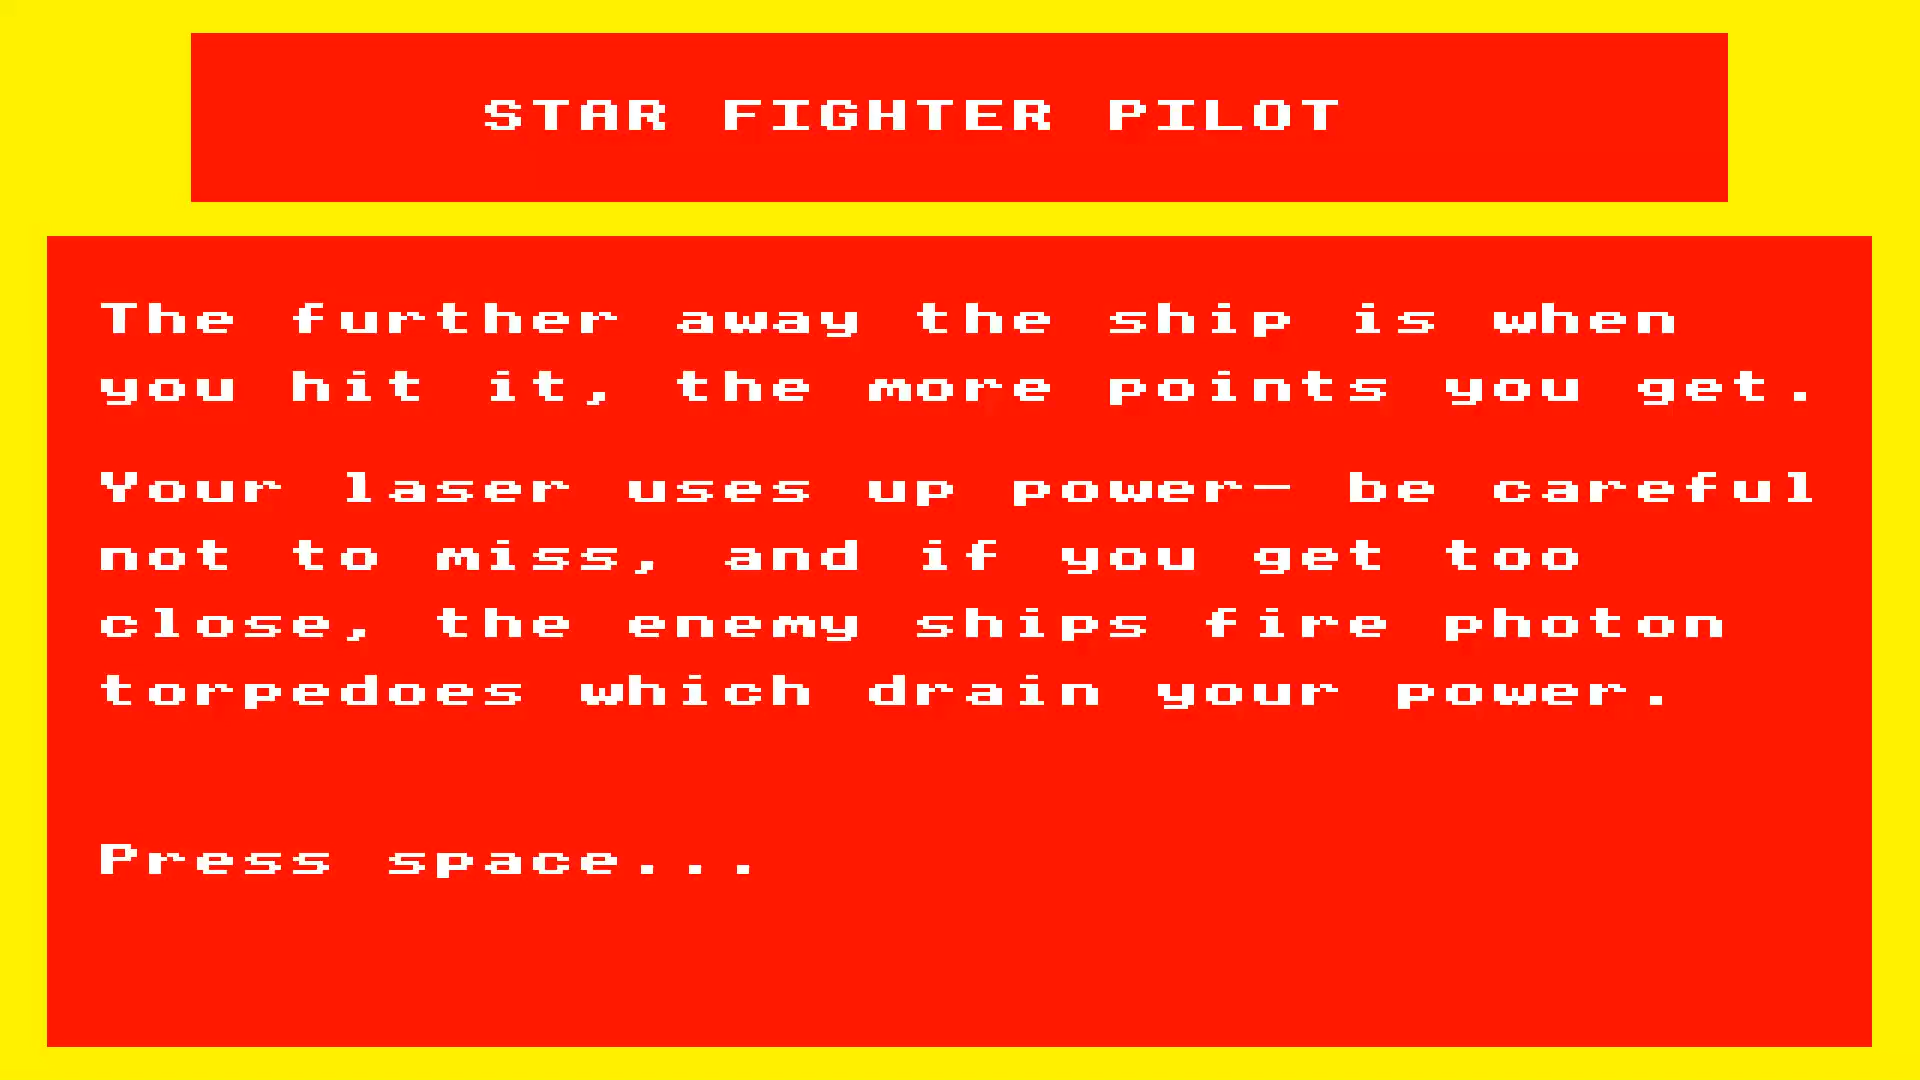 STAR FIGHTER PILOT
The further away the ship is when
you hit it, the more points you get.
Your laser uses up power- be careful
not to miss, and if you get too
close, the enemy ships fire photon
torpedoes which drain your power.
Press space...